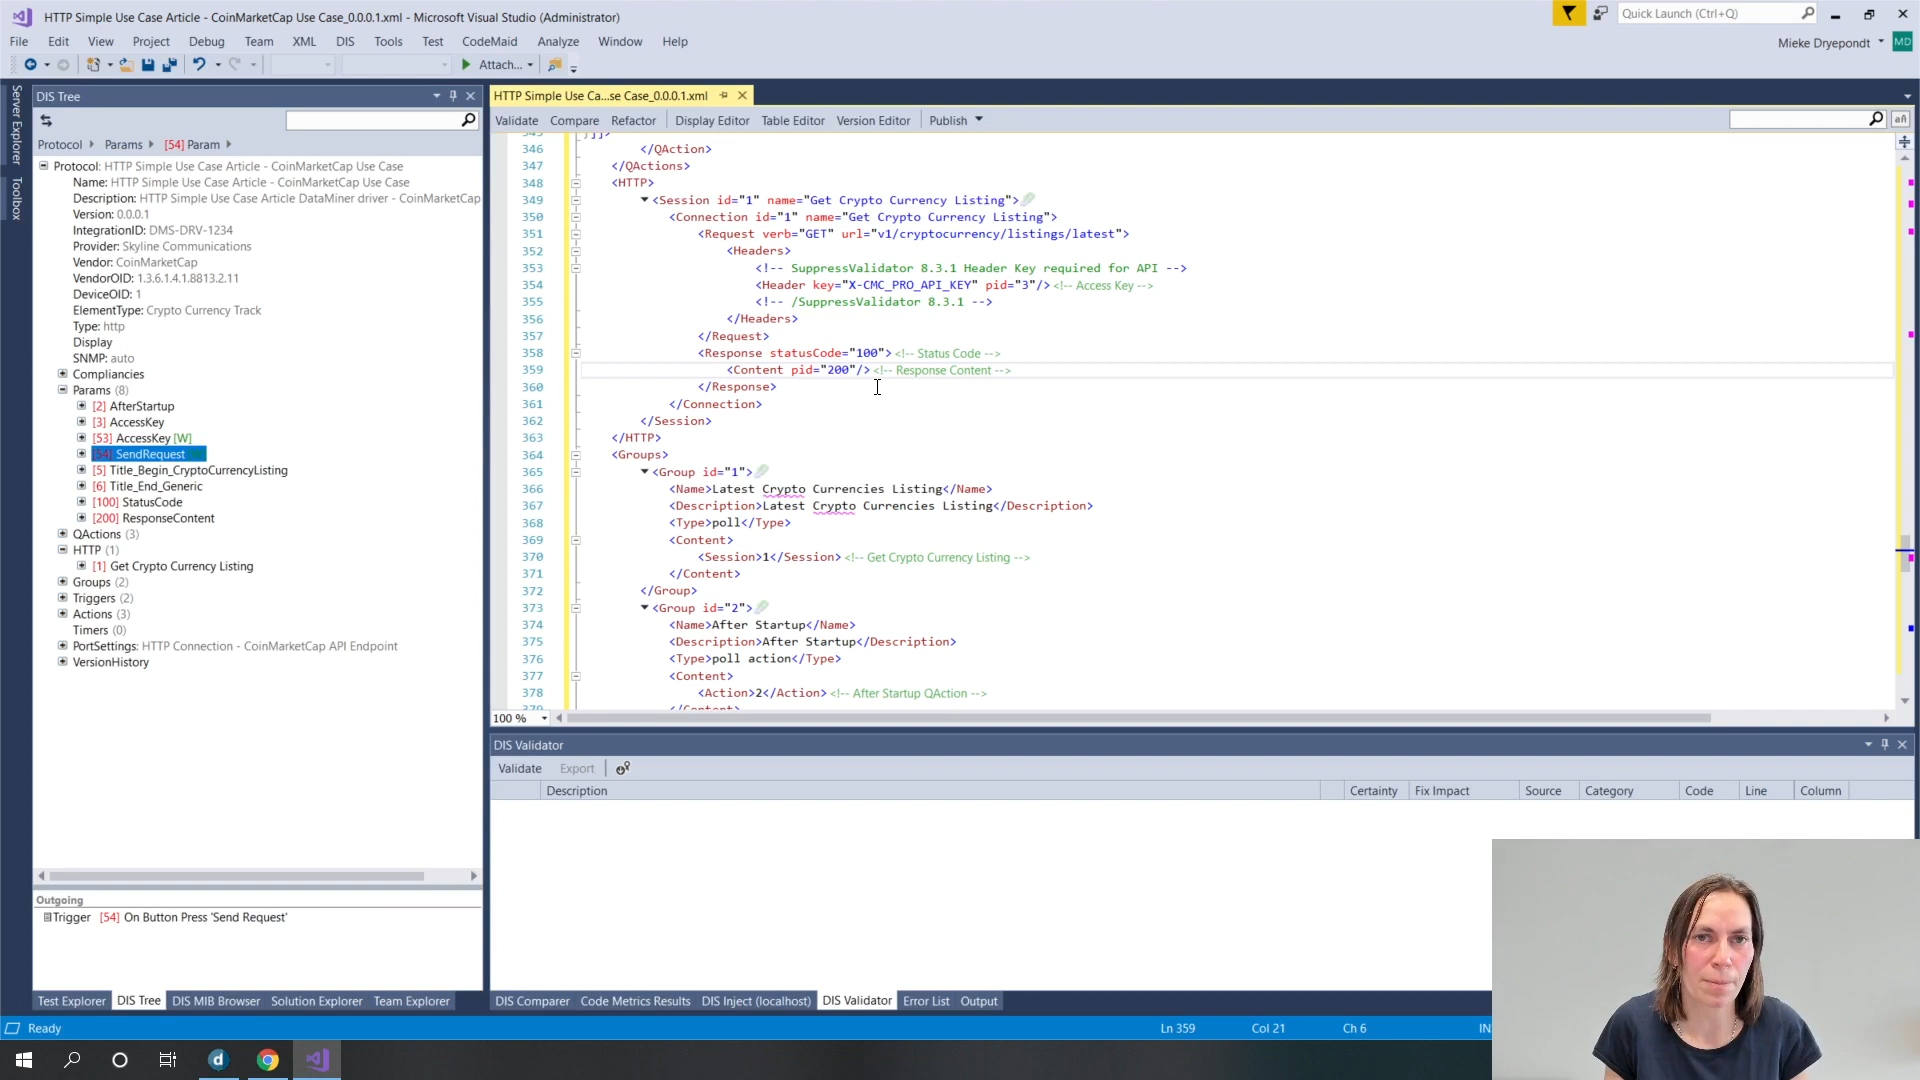 HTTP Simple Use Case Article - CoinMarketCap Use Case_0.0.0.1.xml - Microsoft Visual Studio (Administrator)
Quick Launch (Ctrl+Q)
File Edit View Project Debug Team XML DIS Tools Test CodeMaid Analyze Window Help
Mieke Dryepondt MD
Attach...
Server Explorer
Toolbox
DIS Tree
Protocol Params [54] Param
Protocol: HTTP Simple Use Case Article - CoinMarketCap Use Case
Name: HTTP Simple Use Case Article - CoinMarketCap Use Case
Description: HTTP Simple Use Case Article DataMiner driver - CoinMarketCap
Version: 0.0.0.1
IntegrationID: DMS-DRV-1234
Provider: Skyline Communications
Vendor: CoinMarketCap
VendorOID: 1.3.6.1.4.1.8813.2.11
DeviceOID: 1
ElementType: Crypto Currency Track
Type: http
Display
SNMP: auto
Compliancies
Params (8)
[2] AfterStartup
[3] AccessKey
[53] AccessKey [W]
[54] SendRequest
[5] Title_Begin_CryptoCurrencyListing
[6] Title_End_Generic
[100] StatusCode
[200] ResponseContent
QActions (3)
HTTP (1)
[1] Get Crypto Currency Listing
Groups (2)
Triggers (2)
Actions (3)
Timers (0)
PortSettings: HTTP Connection - CoinMarketCap API Endpoint
VersionHistory
Outgoing
Trigger [54] On Button Press 'Send Request'
Test Explorer DIS Tree DIS MIB Browser Solution Explorer Team Explorer
HTTP Simple Use Ca...se Case_0.0.0.1.xml
Validate Compare Refactor Display Editor Table Editor Version Editor Publish
345 }]]>
346 </QAction>
347 </QActions>
348 <HTTP>
349 <Session id="1" name="Get Crypto Currency Listing">
350 <Connection id="1" name="Get Crypto Currency Listing">
351 <Request verb="GET" url="v1/cryptocurrency/listings/latest">
352 <Headers>
353 <!-- SuppressValidator 8.3.1 Header Key required for API -->
354 <Header key="X-CMC_PRO_API_KEY" pid="3"/> <!-- Access Key -->
355 <!-- /SuppressValidator 8.3.1 -->
356 </Headers>
357 </Request>
358 <Response statusCode="100"> <!-- Status Code -->
359 <Content pid="200"/> <!-- Response Content -->
360 </Response>
361 </Connection>
362 </Session>
363 </HTTP>
364 <Groups>
365 <Group id="1">
366 <Name>Latest Crypto Currencies Listing</Name>
367 <Description>Latest Crypto Currencies Listing</Description>
368 <Type>poll</Type>
369 <Content>
370 <Session>1</Session> <!-- Get Crypto Currency Listing -->
371 </Content>
372 </Group>
373 <Group id="2">
374 <Name>After Startup</Name>
375 <Description>After Startup</Description>
376 <Type>poll action</Type>
377 <Content>
378 <Action>2</Action> <!-- After Startup QAction -->
379 </Content>
100 %
DIS Validator
Validate Export
Description Certainty Fix Impact Source Category Code Line Column
DIS Comparer Code Metrics Results DIS Inject (localhost) DIS Validator Error List Output
Ready Ln 359 Col 21 Ch 6